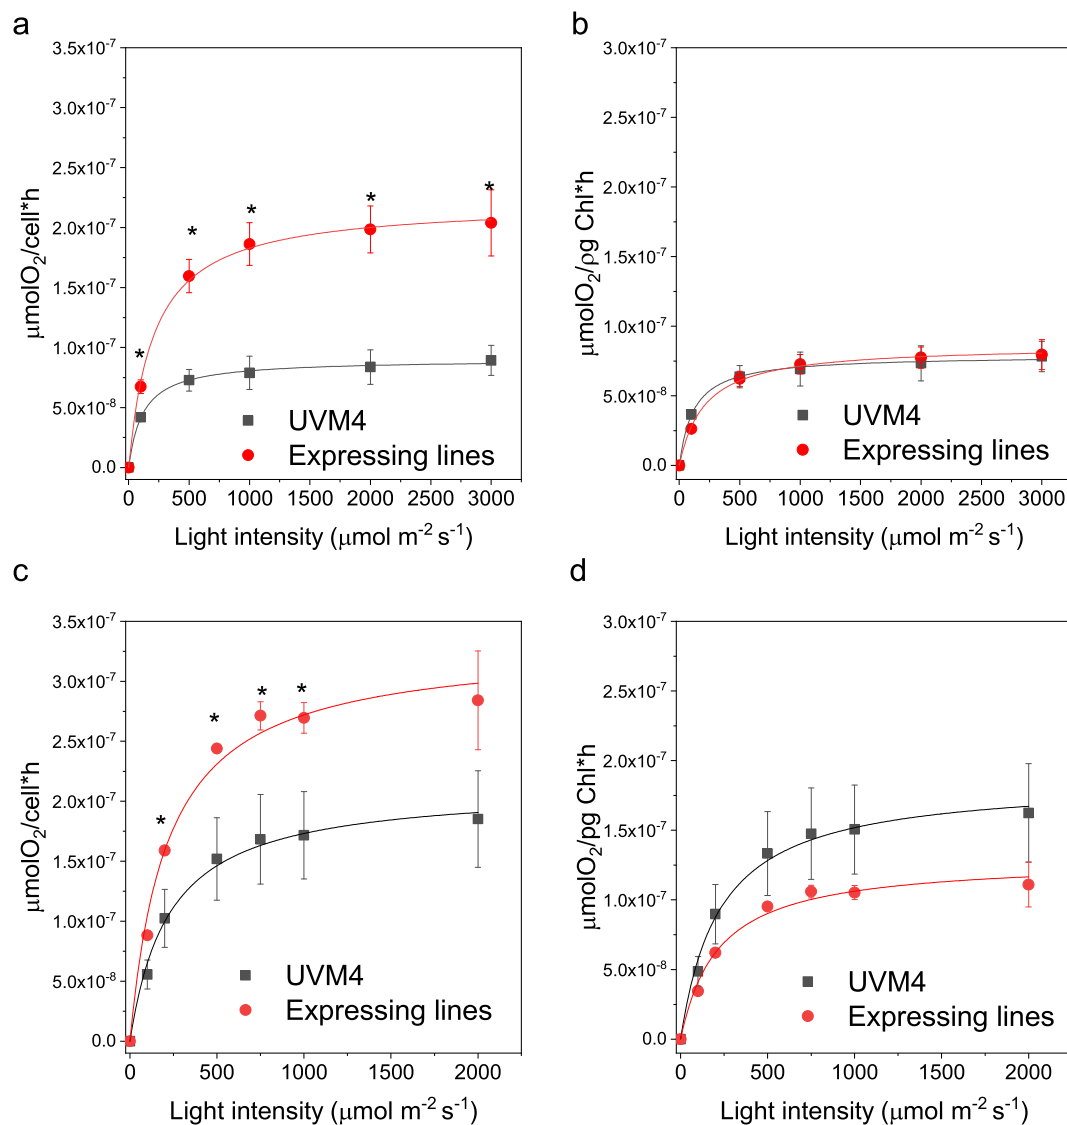 a
3.5x10⁻⁷
3.0x10⁻⁷
2.5x10⁻⁷
2.0x10⁻⁷
1.5x10⁻⁷
1.0x10⁻⁷
5.0x10⁻⁸
0.0
μmolO₂/cell*h
*
*
*
*
*
UVM4
Expressing lines
0 500 1000 1500 2000 2500 3000
Light intensity (μmol m⁻² s⁻¹)
b
3.0x10⁻⁷
2.5x10⁻⁷
2.0x10⁻⁷
1.5x10⁻⁷
1.0x10⁻⁷
5.0x10⁻⁸
0.0
μmolO₂/ρg Chl*h
UVM4
Expressing lines
0 500 1000 1500 2000 2500 3000
Light intensity (μmol m⁻² s⁻¹)
c
3.5x10⁻⁷
3.0x10⁻⁷
2.5x10⁻⁷
2.0x10⁻⁷
1.5x10⁻⁷
1.0x10⁻⁷
5.0x10⁻⁸
0.0
μmolO₂/cell*h
*
*
*
*
UVM4
Expressing lines
0 500 1000 1500 2000
Light intensity (μmol m⁻² s⁻¹)
d
3.0x10⁻⁷
2.5x10⁻⁷
2.0x10⁻⁷
1.5x10⁻⁷
1.0x10⁻⁷
5.0x10⁻⁸
0.0
μmolO₂/pg Chl*h
UVM4
Expressing lines
0 500 1000 1500 2000
Light intensity (μmol m⁻² s⁻¹)